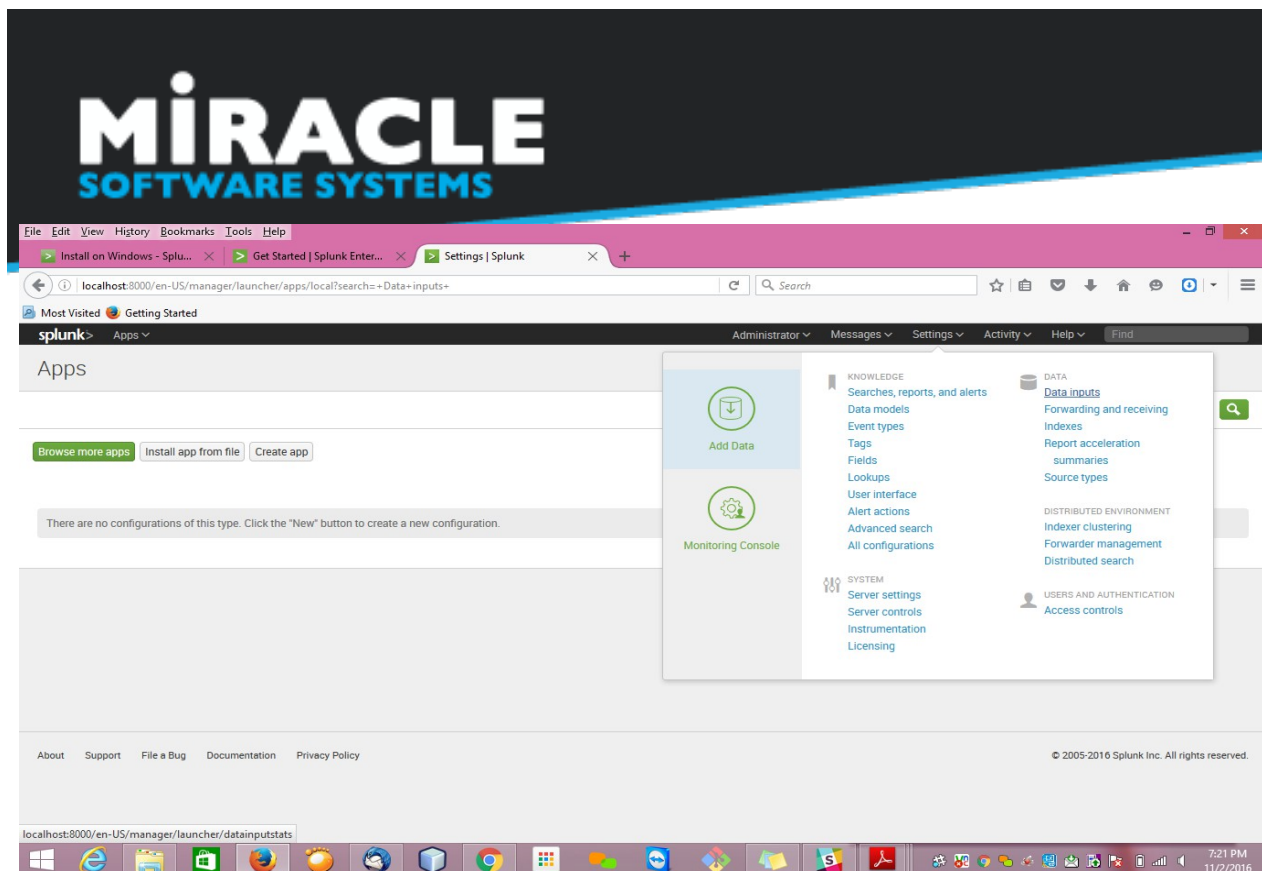 MiRACLE
SOFTWARE SYSTEMS
File Edit View History Bookmarks Tools Help
Install on Windows - Splu...
Get Started | Splunk Enter...
Settings | Splunk
localhost:8000/en-US/manager/launcher/apps/local?search=+Data+inputs+
Search
Most Visited
Getting Started
splunk>
Apps
Administrator
Messages
Settings
Activity
Help
Find
Apps
Browse more apps
Install app from file
Create app
There are no configurations of this type. Click the "New" button to create a new configuration.
Add Data
Monitoring Console
KNOWLEDGE
Searches, reports, and alerts
Data models
Event types
Tags
Fields
Lookups
User interface
Alert actions
Advanced search
All configurations
SYSTEM
Server settings
Server controls
Instrumentation
Licensing
DATA
Data inputs
Forwarding and receiving
Indexes
Report acceleration
summaries
Source types
DISTRIBUTED ENVIRONMENT
Indexer clustering
Forwarder management
Distributed search
USERS AND AUTHENTICATION
Access controls
About
Support
File a Bug
Documentation
Privacy Policy
© 2005-2016 Splunk Inc. All rights reserved.
localhost:8000/en-US/manager/launcher/datainputstats
7:21 PM
11/2/2016